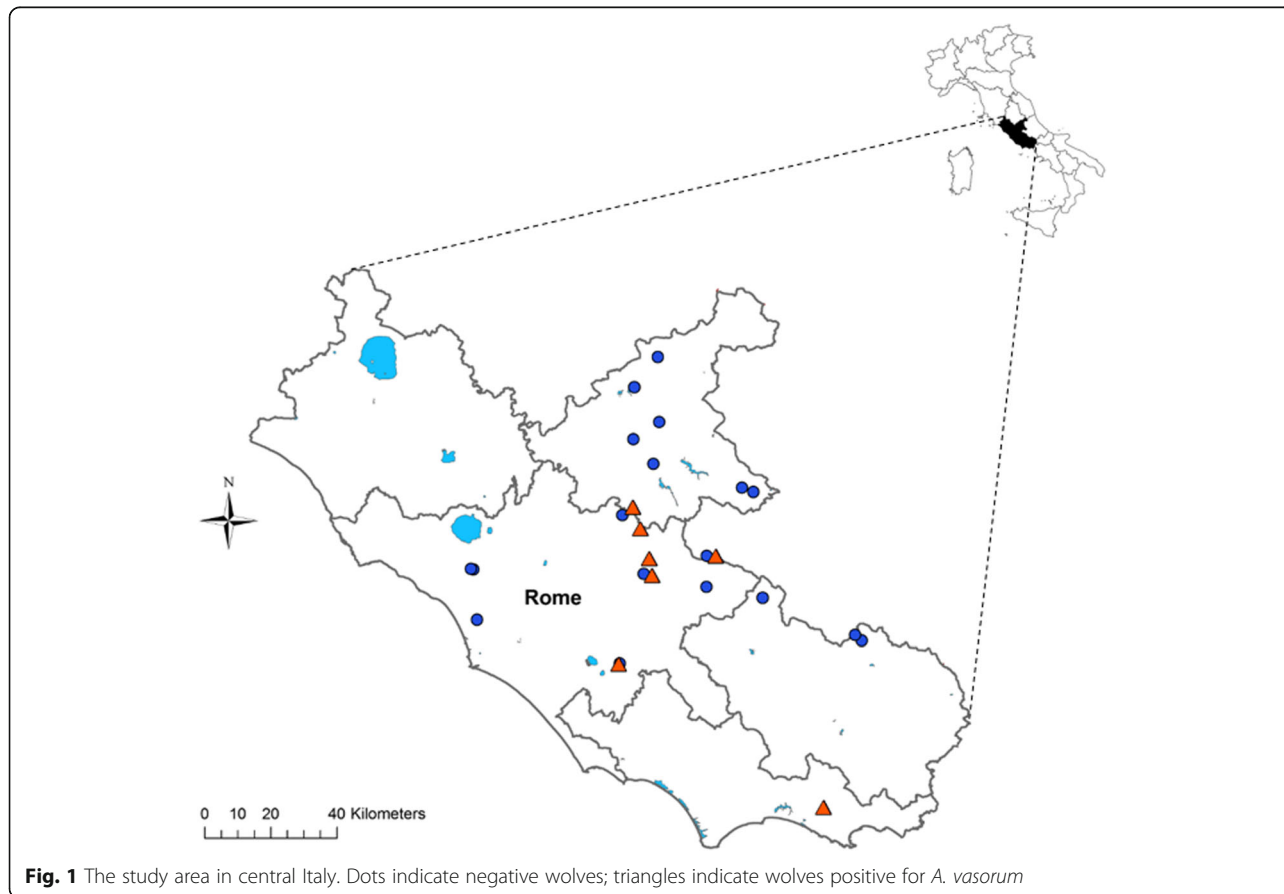 N
Rome
0 10 20 40 Kilometers
Fig. 1 The study area in central Italy. Dots indicate negative wolves; triangles indicate wolves positive for A. vasorum